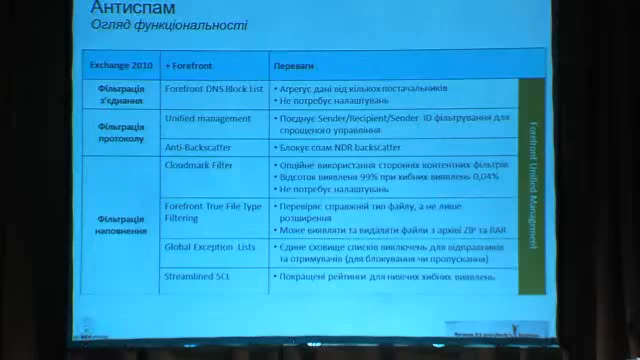 Антиспам
Огляд функціональності
Exchange 2010 + Forefront Переваги
Фільтрація з'єднання
Forefront DNS Block List
• Агрегує дані від кількох постачальників
• Не потребує налаштувань
Фільтрація протоколу
Unified management
• Поєднує Sender/Recipient/Sender ID фільтрування для
спрощеного управління
Anti-Backscatter
• Блокує спам NDR backscatter
Фільтрація наповнення
Cloudmark Filter
• Опційне використання сторонніх контентних фільтрів
• Відсоток виявлення 99% при хибних виявлень 0,04%
• Не потребує налаштувань
Forefront True File Type
Filtering
• Перевіряє справжній тип файлу, а не лише
розширення
• Може виявляти та видаляти файли з архіві ZIP та RAR
Global Exception Lists
• Єдине сховище списків виключень для відправників
та отримувачів (для блокування чи пропускання)
Streamlined SCL
• Покращені рейтинги для нижчих хибних виявлень
Forefront Unified Management